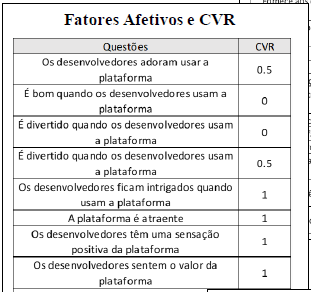 Fatores Afetivos e CVR
Questões CVR
Os desenvolvedores adoram usar a
plataforma 0.5
É bom quando os desenvolvedores usam a
plataforma 0
É divertido quando os desenvolvedores usam
a plataforma 0
É divertido quando os desenvolvedores usam
a plataforma 0.5
Os desenvolvedores ficam intrigados quando
usam a plataforma 1
A plataforma é atraente 1
Os desenvolvedores têm uma sensação
positiva da plataforma 1
Os desenvolvedores sentem o valor da
plataforma 1